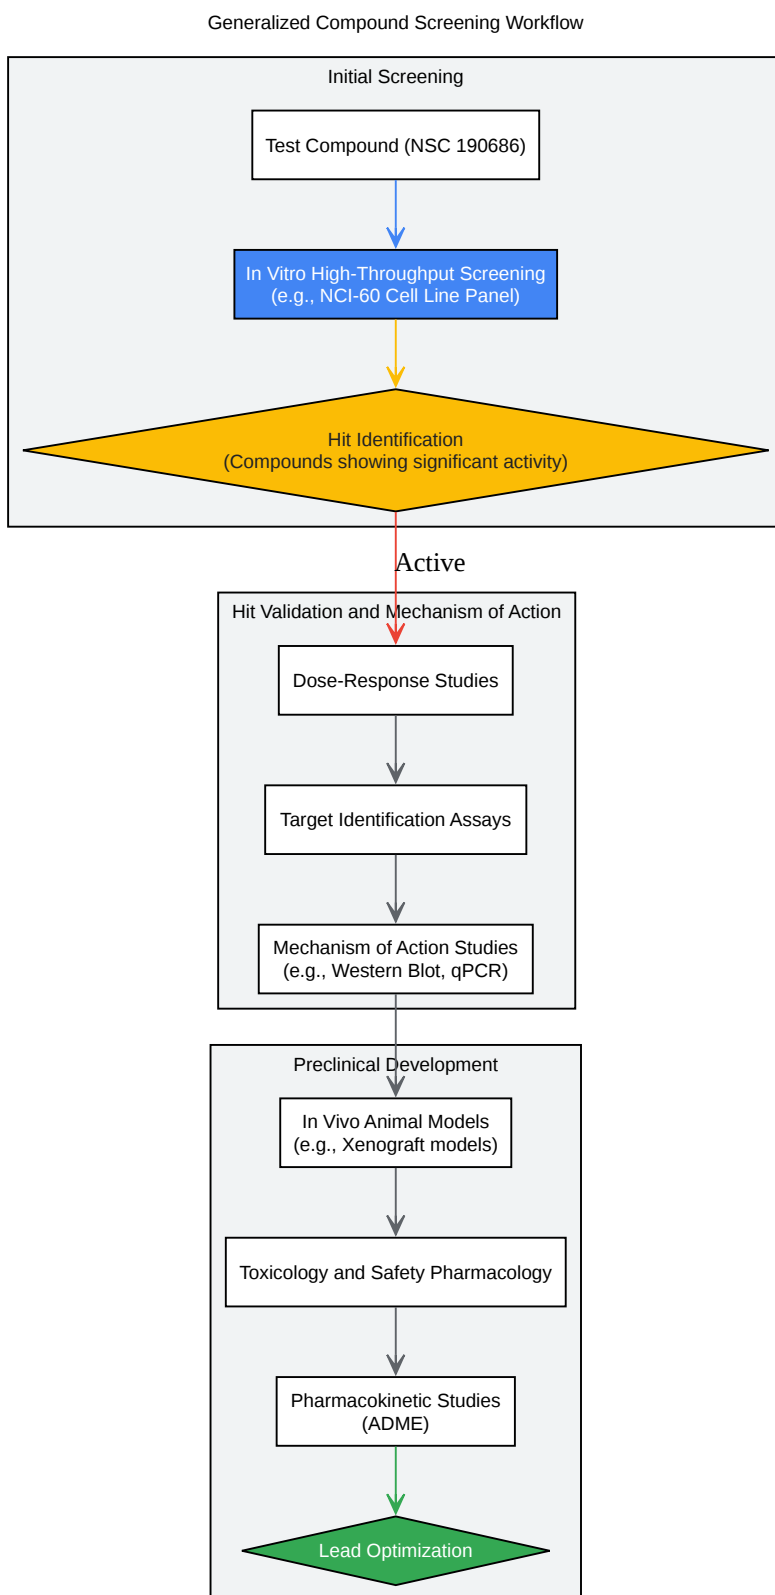 Generalized Compound Screening Workflow
Initial Screening
Test Compound (NSC 190686)
In Vitro High-Throughput Screening
(e.g., NCI-60 Cell Line Panel)
Hit Identification
(Compounds showing significant activity)
Active
Hit Validation and Mechanism of Action
Dose-Response Studies
Target Identification Assays
Mechanism of Action Studies
(e.g., Western Blot, qPCR)
Preclinical Development
In Vivo Animal Models
(e.g., Xenograft models)
Toxicology and Safety Pharmacology
Pharmacokinetic Studies
(ADME)
Lead Optimization